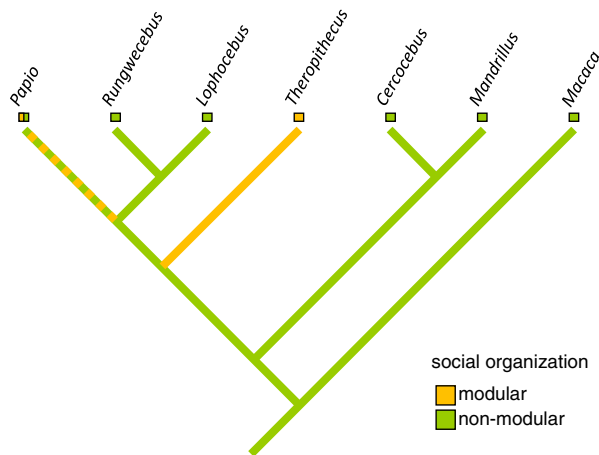 Papio
Rungwecebus
Lophocebus
Theropithecus
Cercocebus
Mandrillus
Macaca
social organization
modular
non-modular